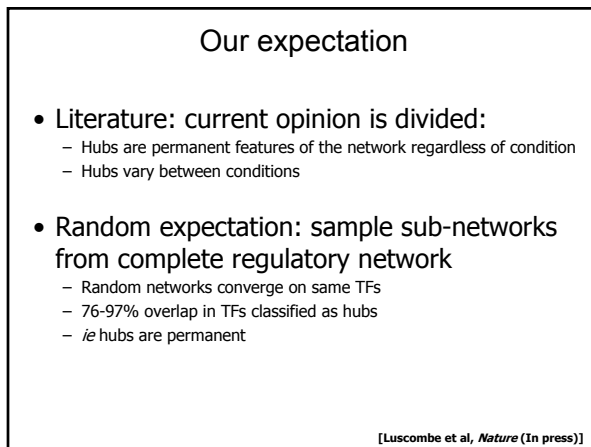 Our expectation
• Literature: current opinion is divided:
– Hubs are permanent features of the network regardless of condition
– Hubs vary between conditions
• Random expectation: sample sub-networks
from complete regulatory network
– Random networks converge on same TFs
– 76-97% overlap in TFs classified as hubs
– ie hubs are permanent
[Luscombe et al, Nature (In press)]